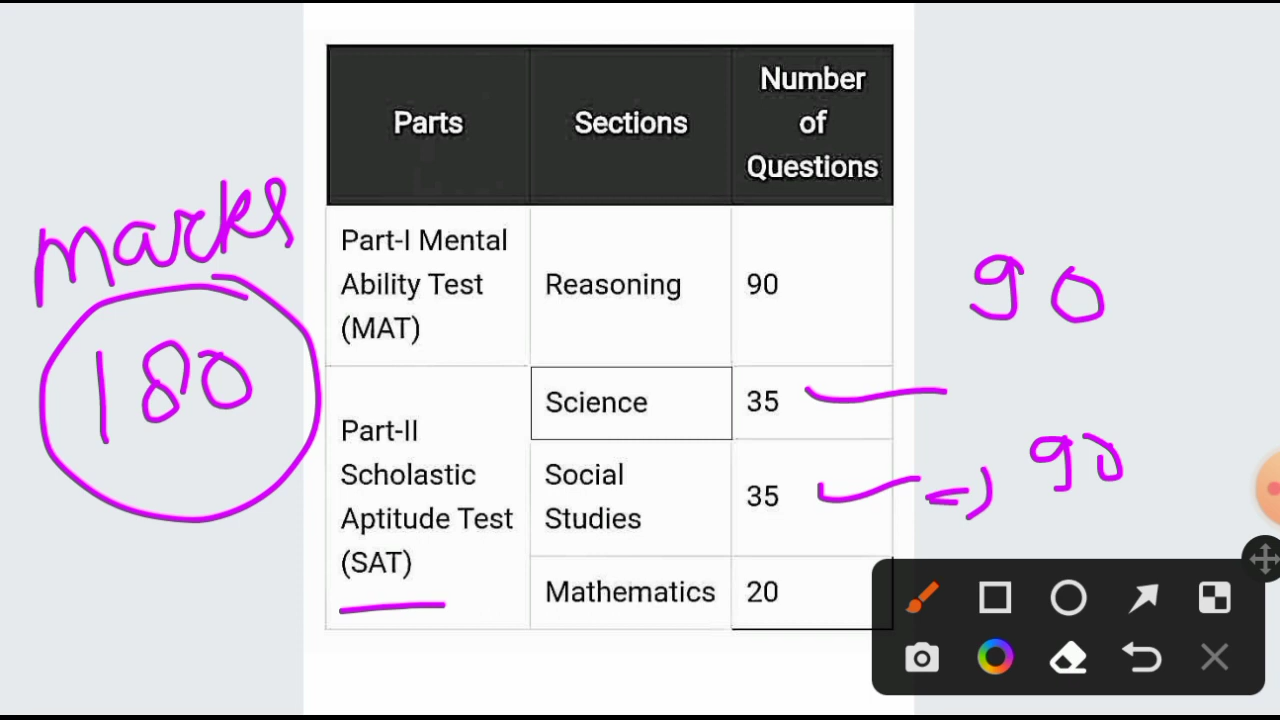 Parts
Sections
Number
of
Questions
marks
180
Part-I Mental
Ability Test
(MAT)
Reasoning
90
90
Part-II
Scholastic
Aptitude Test
(SAT)
Science
35
Social
Studies
35
=) 90
Mathematics
20